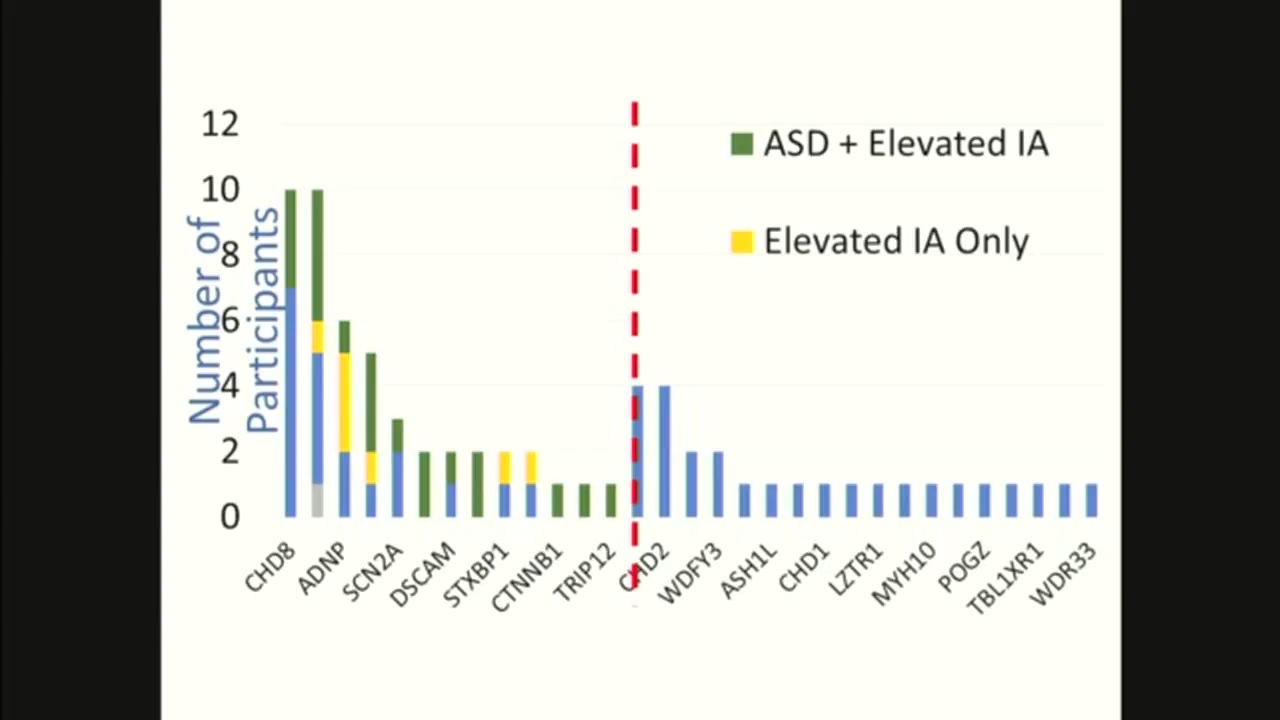 12
10
8
6
4
2
0
Number of
Participants
ASD + Elevated IA
Elevated IA Only
CHD8
ADNP
SCN2A
DSCAM
STXBP1
CTNNB1
TRIP12
CHD2
WDFY3
ASH1L
CHD1
LZTR1
MYH10
POGZ
TBL1XR1
WDR33